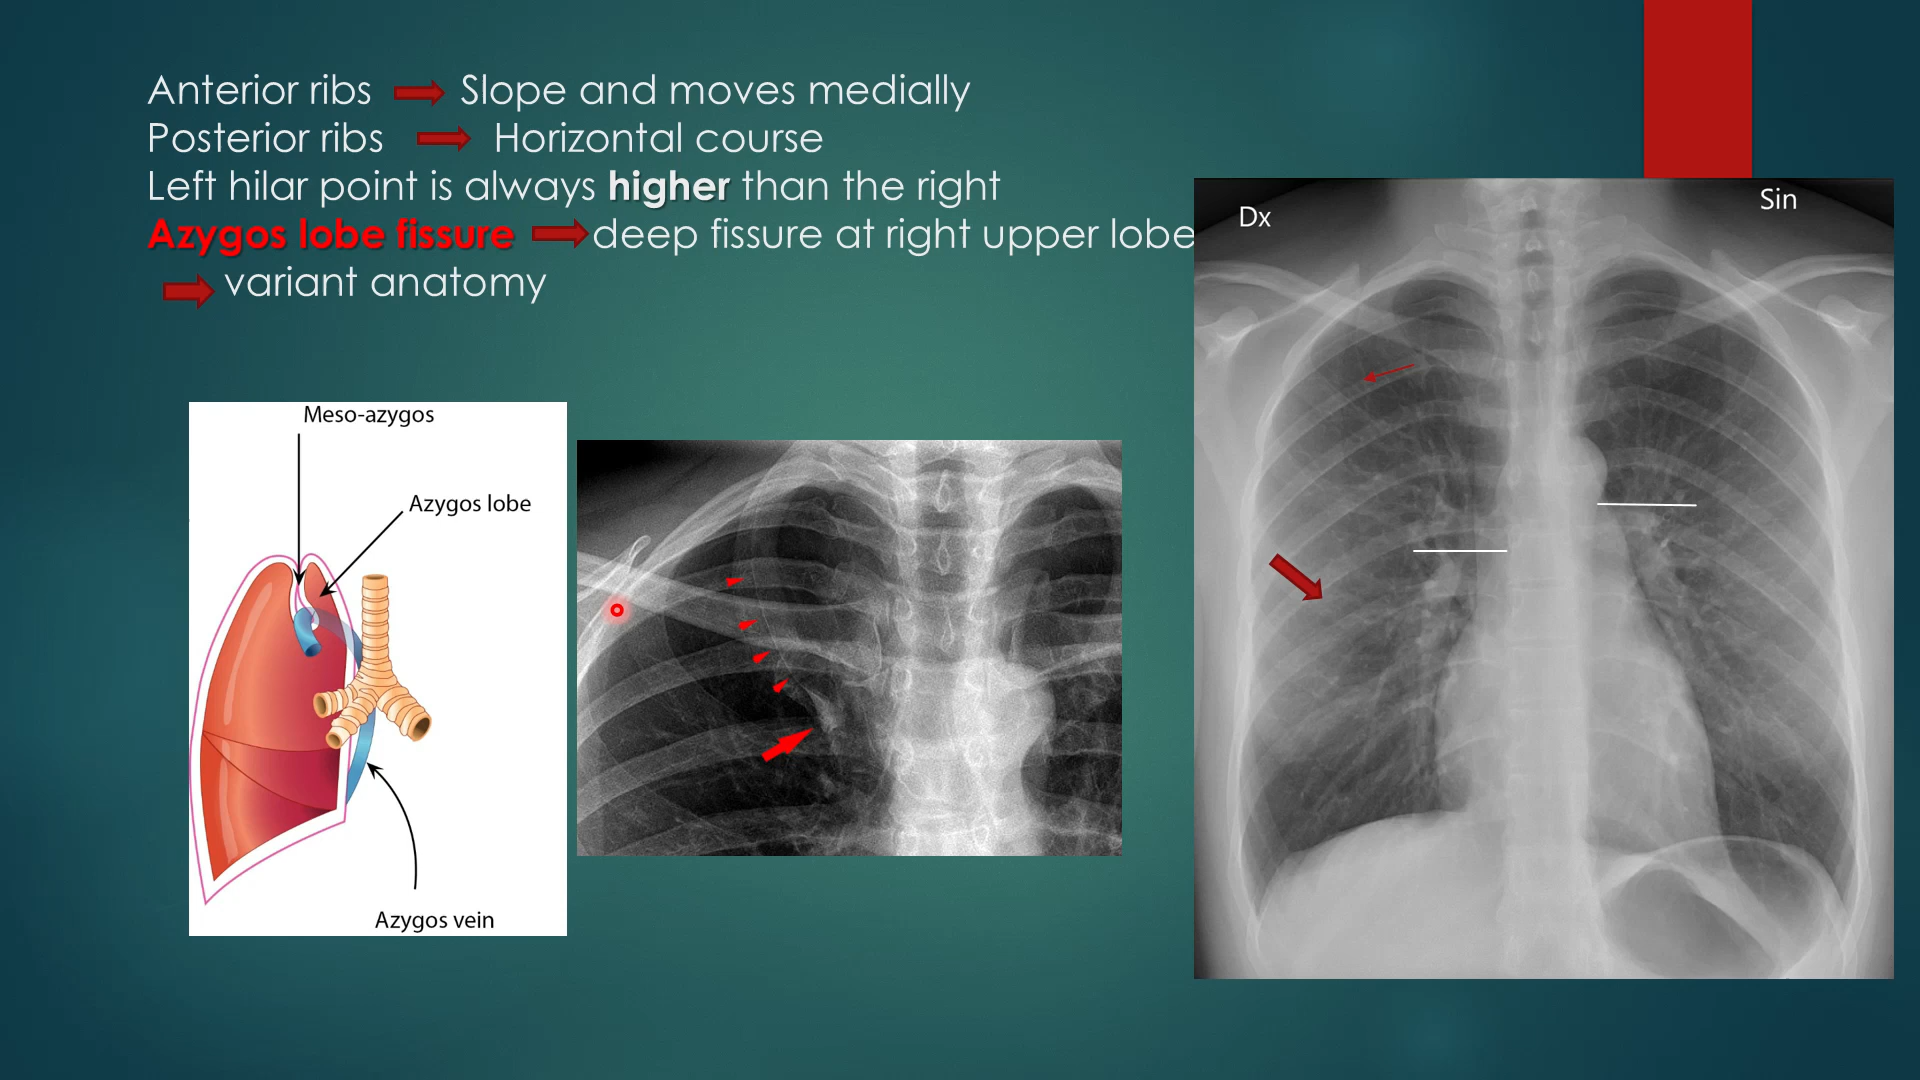 Anterior ribs Slope and moves medially
Posterior ribs Horizontal course
Left hilar point is always higher than the right
Azygos lobe fissure deep fissure at right upper lobe
variant anatomy
Dx
Sin
Meso-azygos
Azygos lobe
Azygos vein